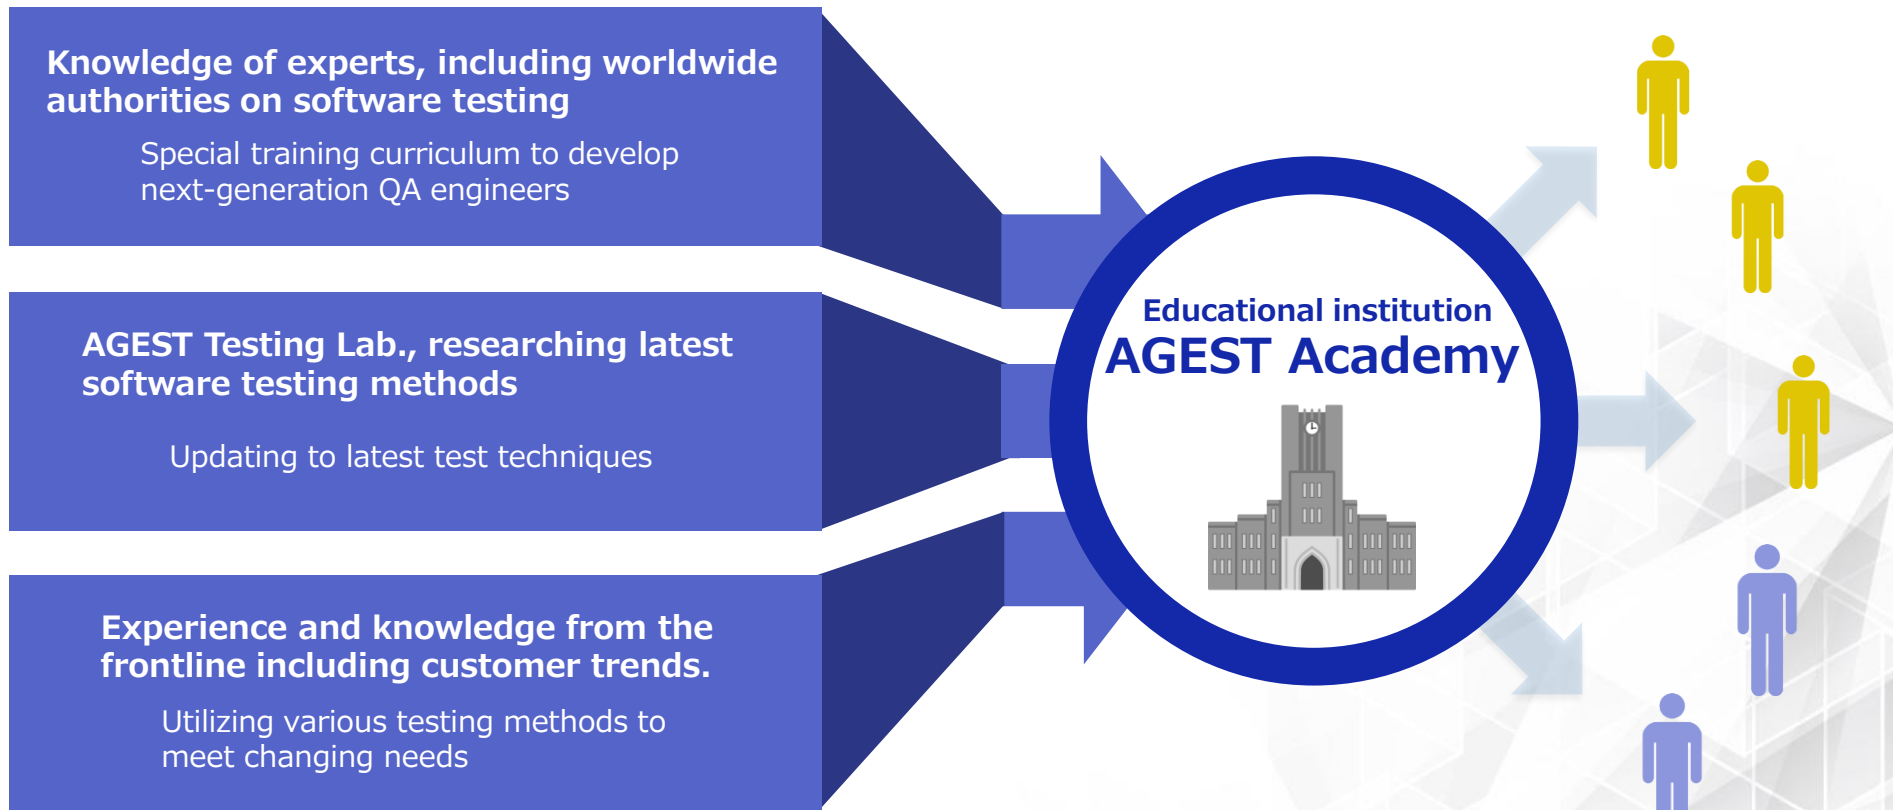 Knowledge of experts, including worldwide
authorities on software testing
Special training curriculum to develop
next-generation QA engineers
AGEST Testing Lab., researching latest
software testing methods
Updating to latest test techniques
Experience and knowledge from the
frontline including customer trends.
Utilizing various testing methods to
meet changing needs
Educational institution
AGEST Academy